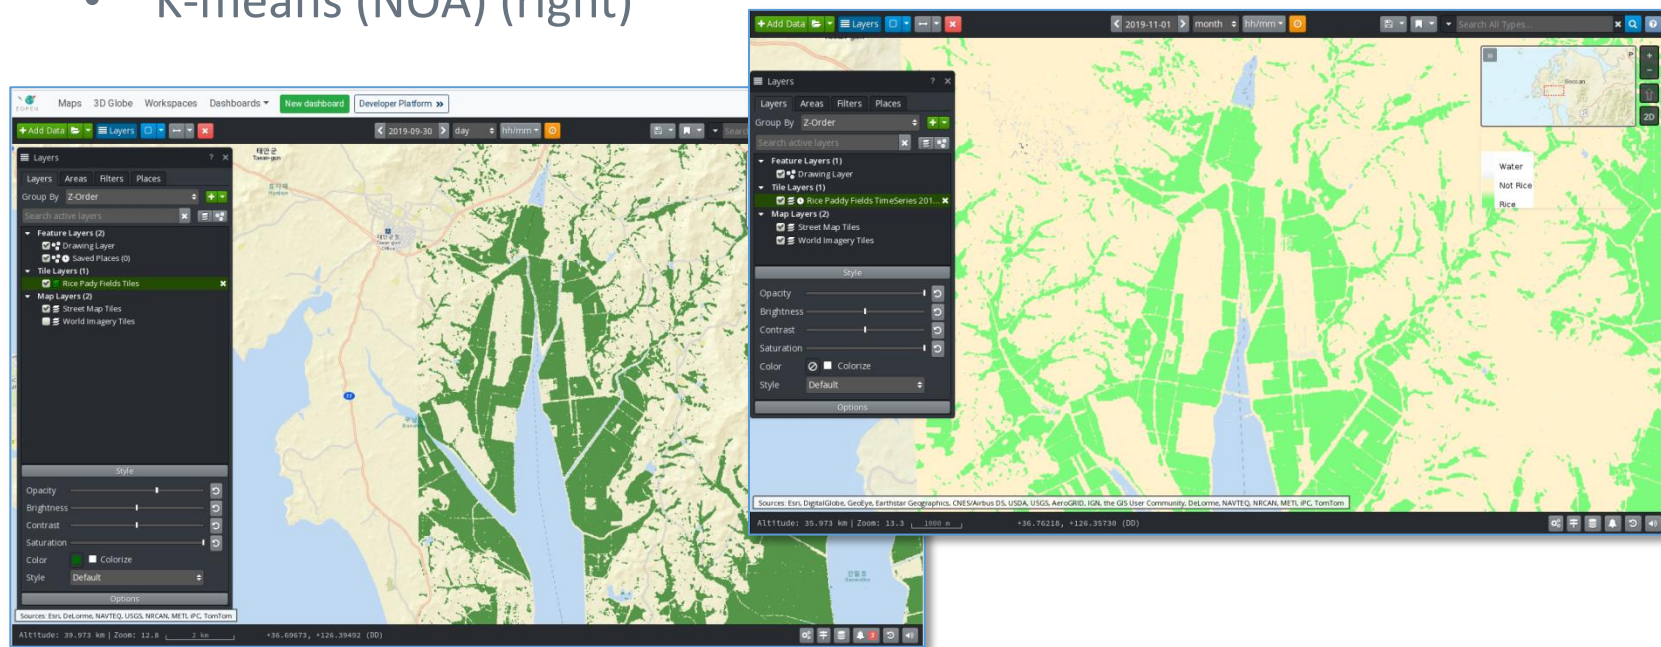 • K-means (NOA) (right)
EOPEN Maps 3D Globe Workspaces Dashboards New dashboard Developer Platform »
+ Add Data Layers 2019-09-30 day hh/mm
Layers ? ×
Layers Areas Filters Places
Group By Z-Order
Search active layers
Feature Layers (2)
Drawing Layer
Saved Places (0)
Tile Layers (1)
Rice Pady Fields Tiles
Map Layers (2)
Street Map Tiles
World Imagery Tiles
Style
Opacity
Brightness
Contrast
Saturation
Color Colorize
Style Default
Options
Sources: Esri, DeLorme, NAVTEQ, USGS, NRCAN, METI, iPC, TomTom
Altitude: 39.973 km | Zoom: 12.8 2 km +36.69673, +126.39492 (DD) 3
태안군
Taean-gun
+ Add Data Layers 2019-11-01 month hh/mm Search All Types...
Layers ? ×
Layers Areas Filters Places
Group By Z-Order
Search active layers
Feature Layers (1)
Drawing Layer
Tile Layers (1)
Rice Paddy Fields TimeSeries 201...
Map Layers (2)
Street Map Tiles
World Imagery Tiles
Style
Opacity
Brightness
Contrast
Saturation
Color Colorize
Style Default
Options
Seosan
2D
Water
Not Rice
Rice
Sources: Esri, DigitalGlobe, GeoEye, Earthstar Geographics, CNES/Airbus DS, USDA, USGS, AeroGRID, IGN, the GIS User Community, DeLorme, NAVTEQ, NRCAN, METI, iPC, TomTom
Altitude: 35.973 km | Zoom: 13.3 1000 m +36.76218, +126.35730 (DD)